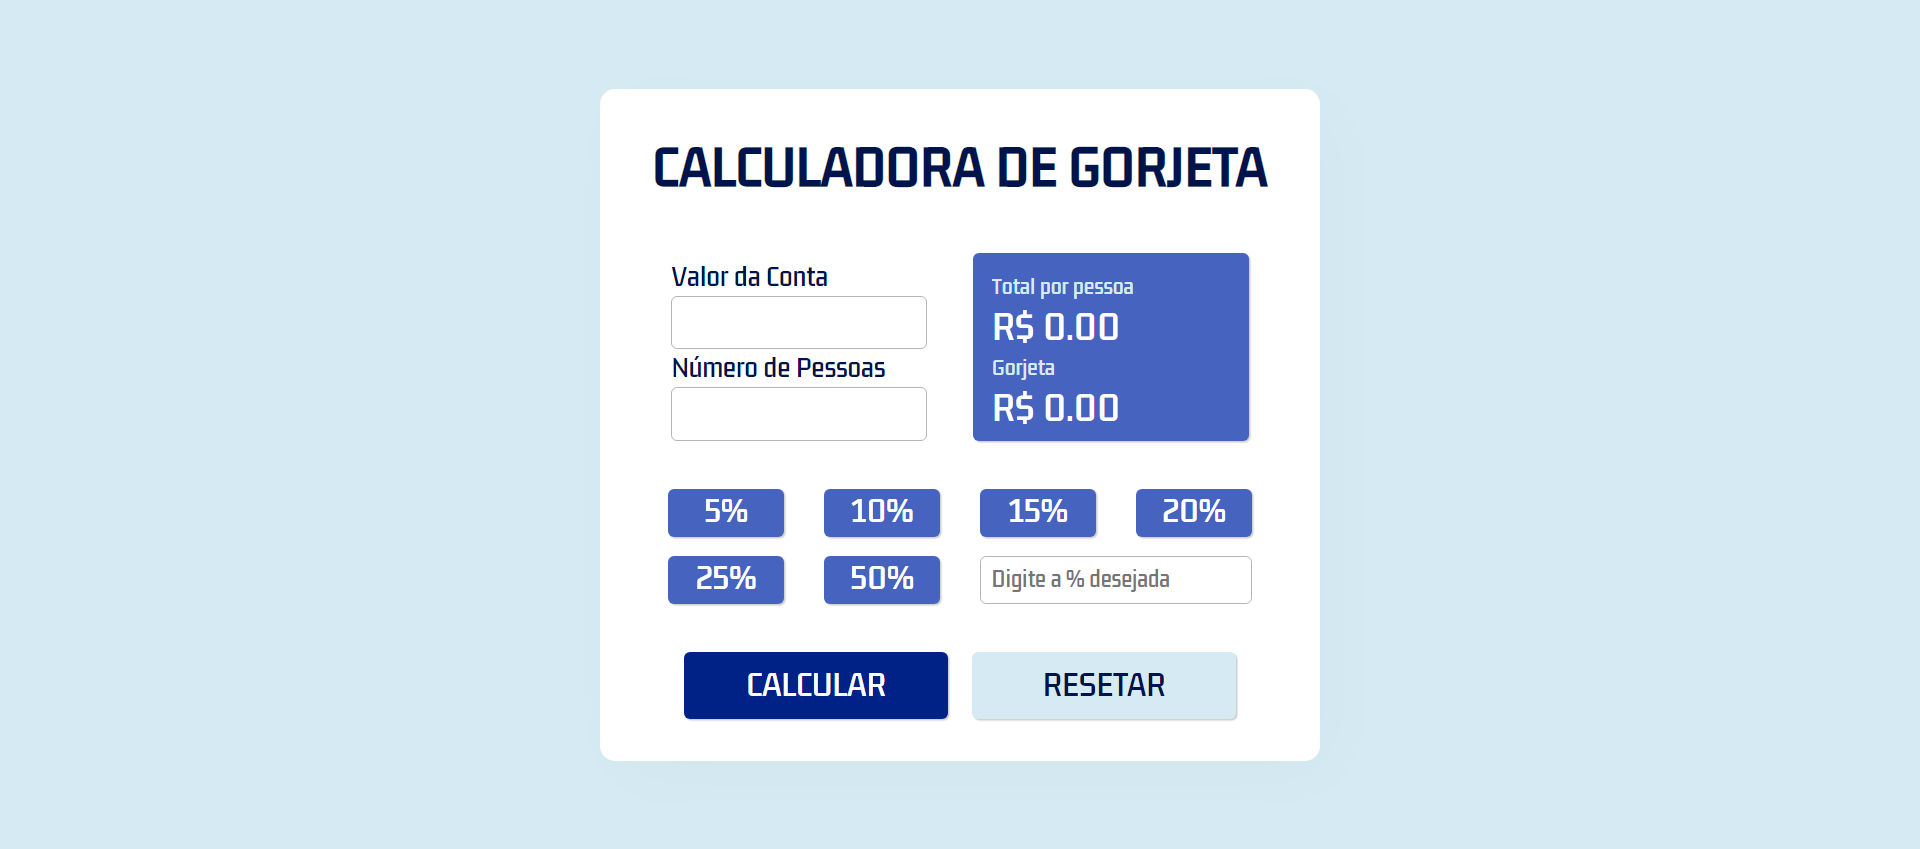 CALCULADORA DE GORJETA
Valor da Conta
Número de Pessoas
Total por pessoa
R$ 0.00
Gorjeta
R$ 0.00
5% 10% 15% 20%
25% 50% Digite a % desejada
CALCULAR RESETAR